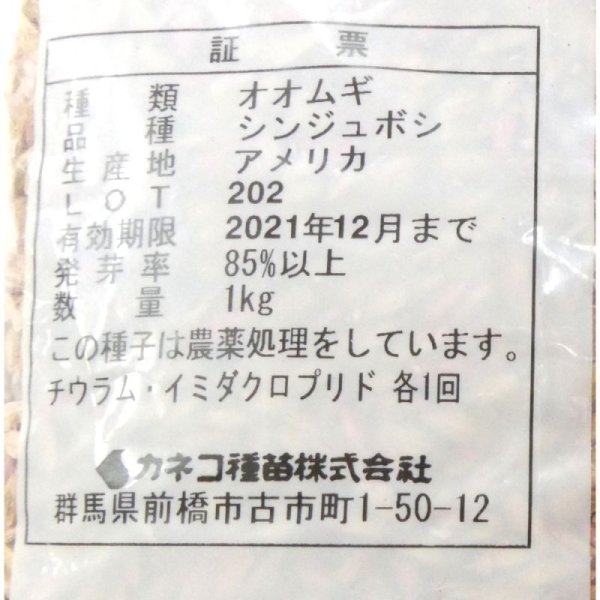 証 票
種 類 オオムギ
品 種 シンジュボシ
生 産 地 アメリカ
L O T 202
有効期限 2021年12月まで
発 芽 率 85%以上
数 量 1kg
この種子は農薬処理をしています。
チウラム・イミダクロプリド 各1回
カネコ種苗株式会社
群馬県前橋市古市町1-50-12